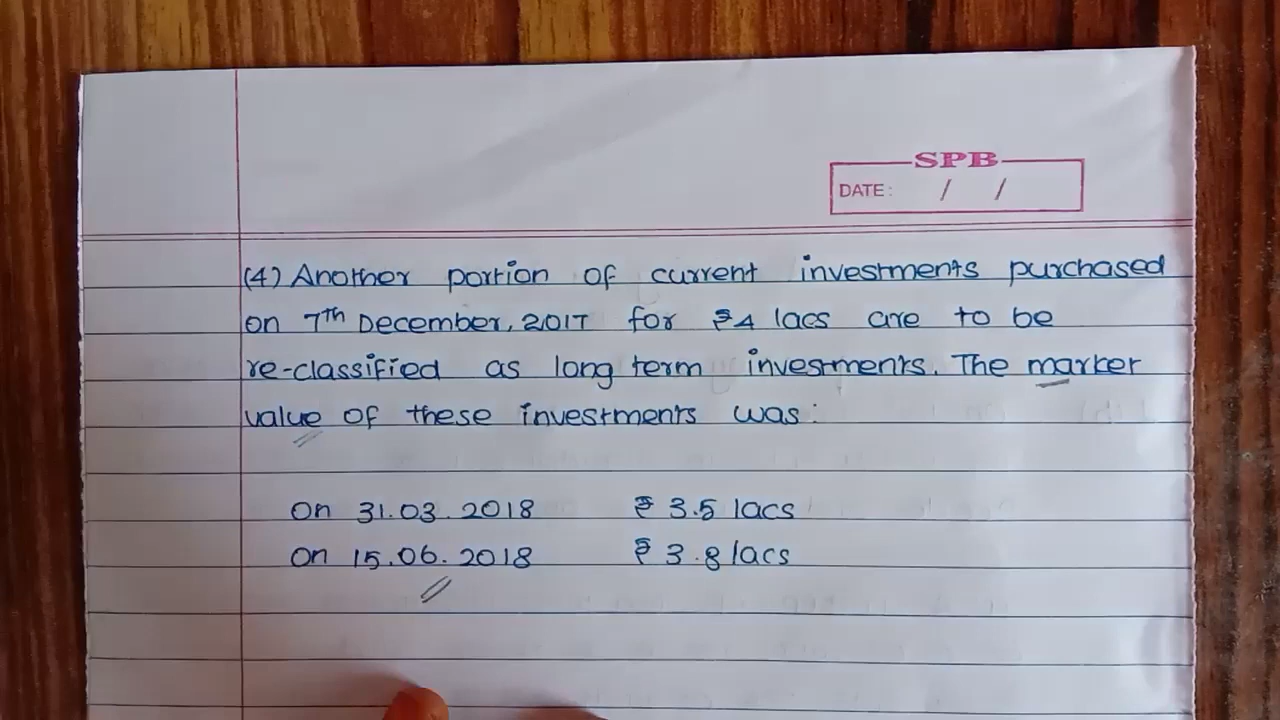 SPB
DATE: / /
(4) Another portion of current investments purchased
on 7th December, 2017 for ₹4 lacs are to be
re-classified as long term investments. The market
value of these investments was:
On 31.03.2018 ₹ 3.5 lacs
On 15.06.2018 ₹ 3.8 lacs